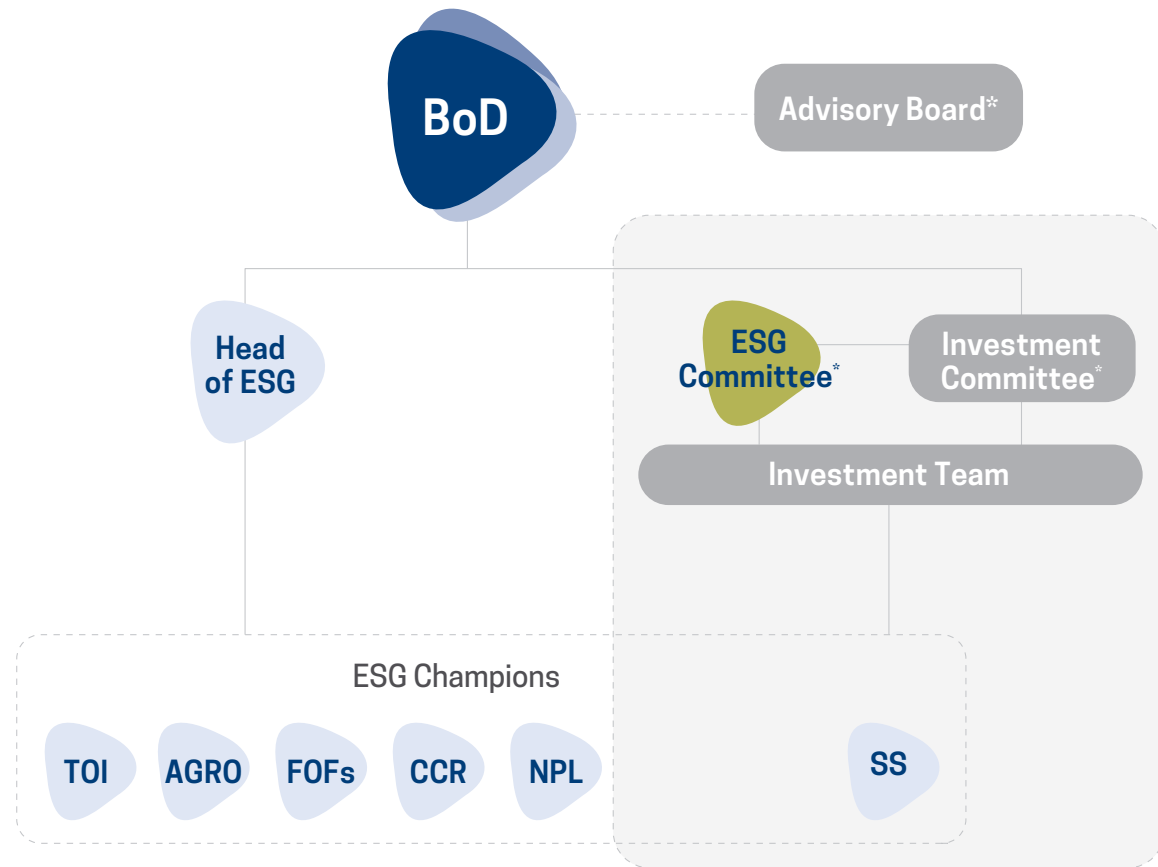 BoD
Advisory Board*
Head
of ESG
ESG
Committee*
Investment
Committee*
Investment Team
ESG Champions
TOI
AGRO
FOFs
CCR
NPL
SS